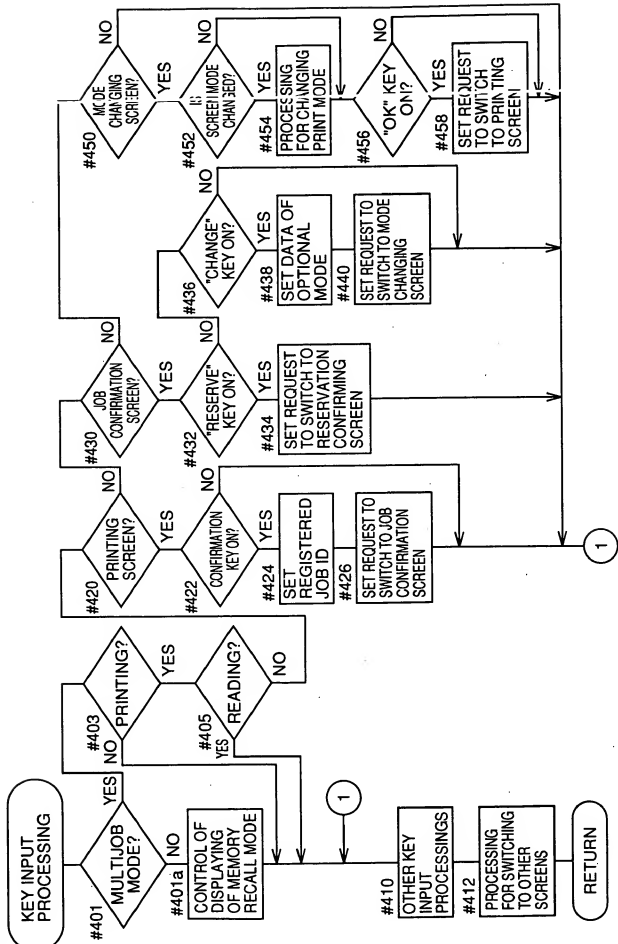 KEY INPUT
PROCESSING
#401
MULTIJOB
MODE?
YES
NO
#401a
CONTROL OF
DISPLAYING
OF MEMORY
RECALL MODE
#403
PRINTING?
NO
YES
#405
READING?
YES
NO
1
#410
OTHER KEY
INPUT
PROCESSINGS
#412
PROCESSING
FOR SWITCHING
TO OTHER
SCREENS
RETURN
#420
PRINTING
SCREEN?
NO
YES
#422
CONFIRMATION
KEY ON?
NO
YES
#424
SET
REGISTERED
JOB ID
#426
SET REQUEST TO
SWITCH TO JOB
CONFIRMATION
SCREEN
1
#430
JOB
CONFIRMATION
SCREEN?
NO
YES
#432
"RESERVE"
KEY ON?
NO
YES
#434
SET REQUEST
TO SWITCH TO
RESERVATION
CONFIRMING
SCREEN
#436
"CHANGE"
KEY ON?
NO
YES
#438
SET DATA OF
OPTIONAL
MODE
#440
SET REQUEST TO
SWITCH TO MODE
CHANGING
SCREEN
#450
MODE
CHANGING
SCREEN?
NO
YES
#452
IS
SCREEN MODE
CHANGED?
NO
YES
#454
PROCESSING
FOR CHANGING
PRINT MODE
#456
"OK" KEY
ON!?
NO
YES
#458
SET REQUEST
TO SWITCH
TO PRINTING
SCREEN